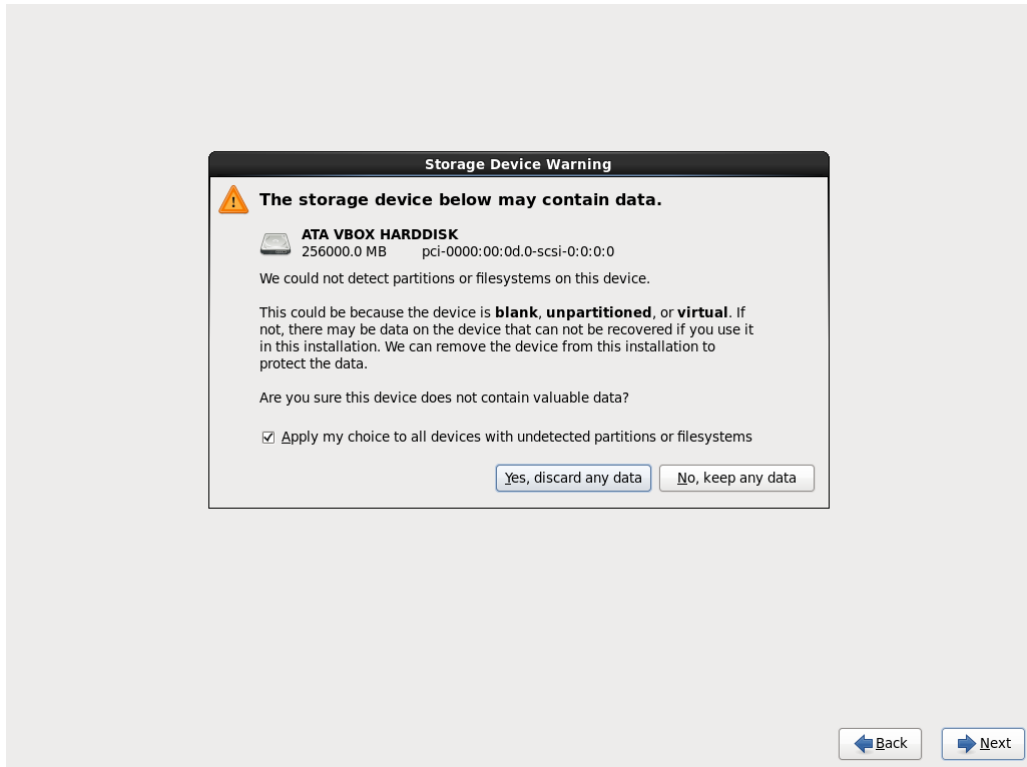 Storage Device Warning
The storage device below may contain data.
ATA VBOX HARDDISK
256000.0 MB pci-0000:00:0d.0-scsi-0:0:0:0
We could not detect partitions or filesystems on this device.
This could be because the device is blank, unpartitioned, or virtual. If
not, there may be data on the device that can not be recovered if you use it
in this installation. We can remove the device from this installation to
protect the data.
Are you sure this device does not contain valuable data?
Apply my choice to all devices with undetected partitions or filesystems
Yes, discard any data No, keep any data
Back Next